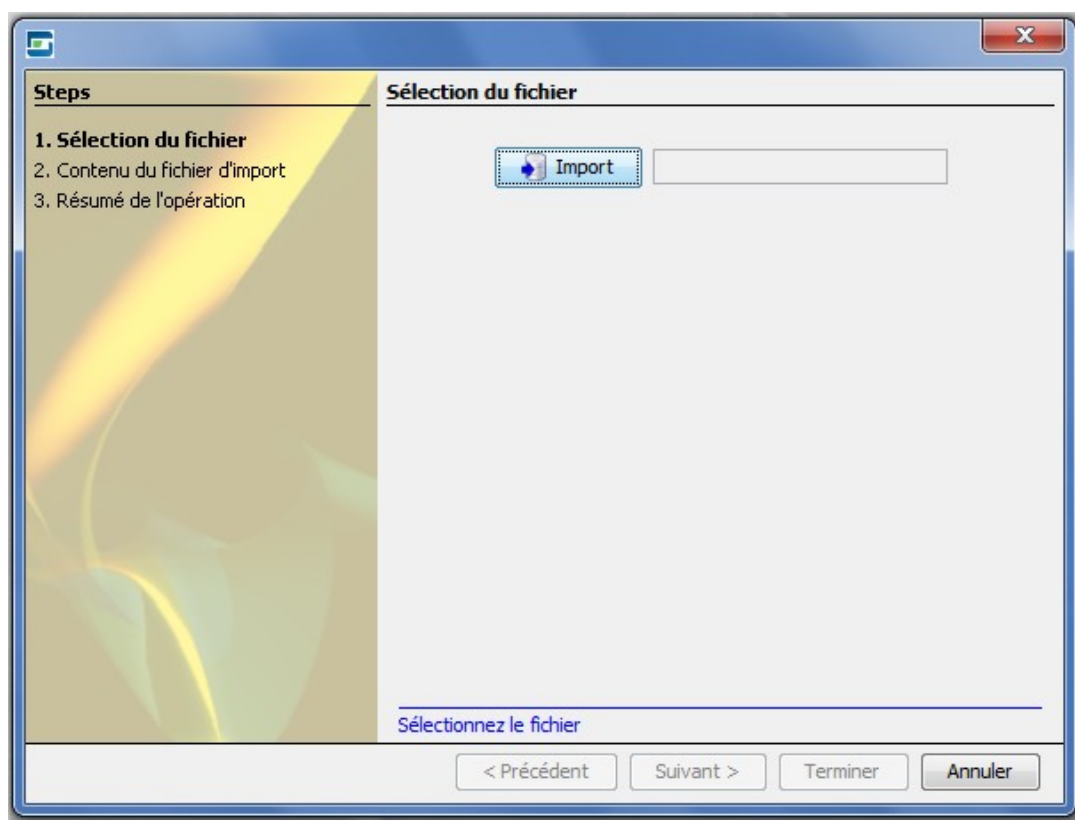 Steps
1. Sélection du fichier
2. Contenu du fichier d'import
3. Résumé de l'opération
Sélection du fichier
Import
Sélectionnez le fichier
< Précédent
Suivant >
Terminer
Annuler